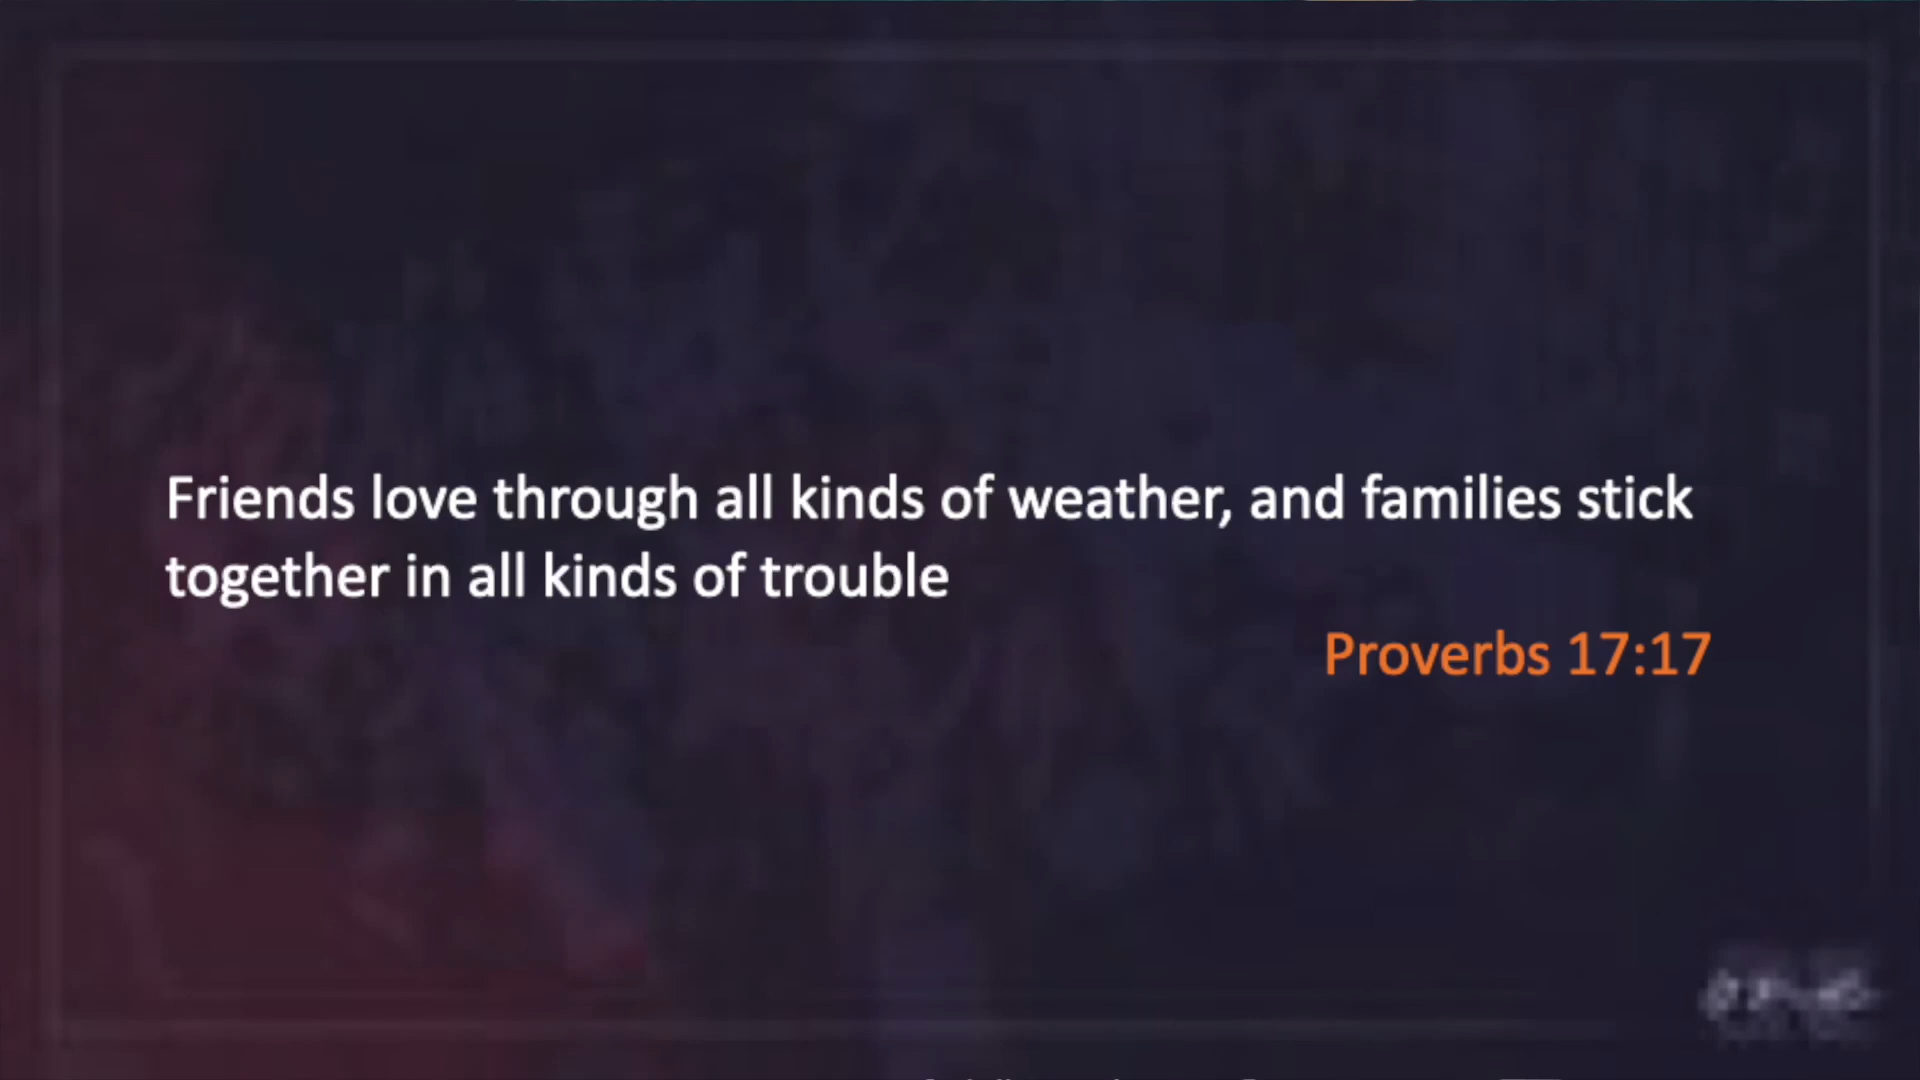 Friends love through all kinds of weather, and families stick
together in all kinds of trouble
Proverbs 17:17